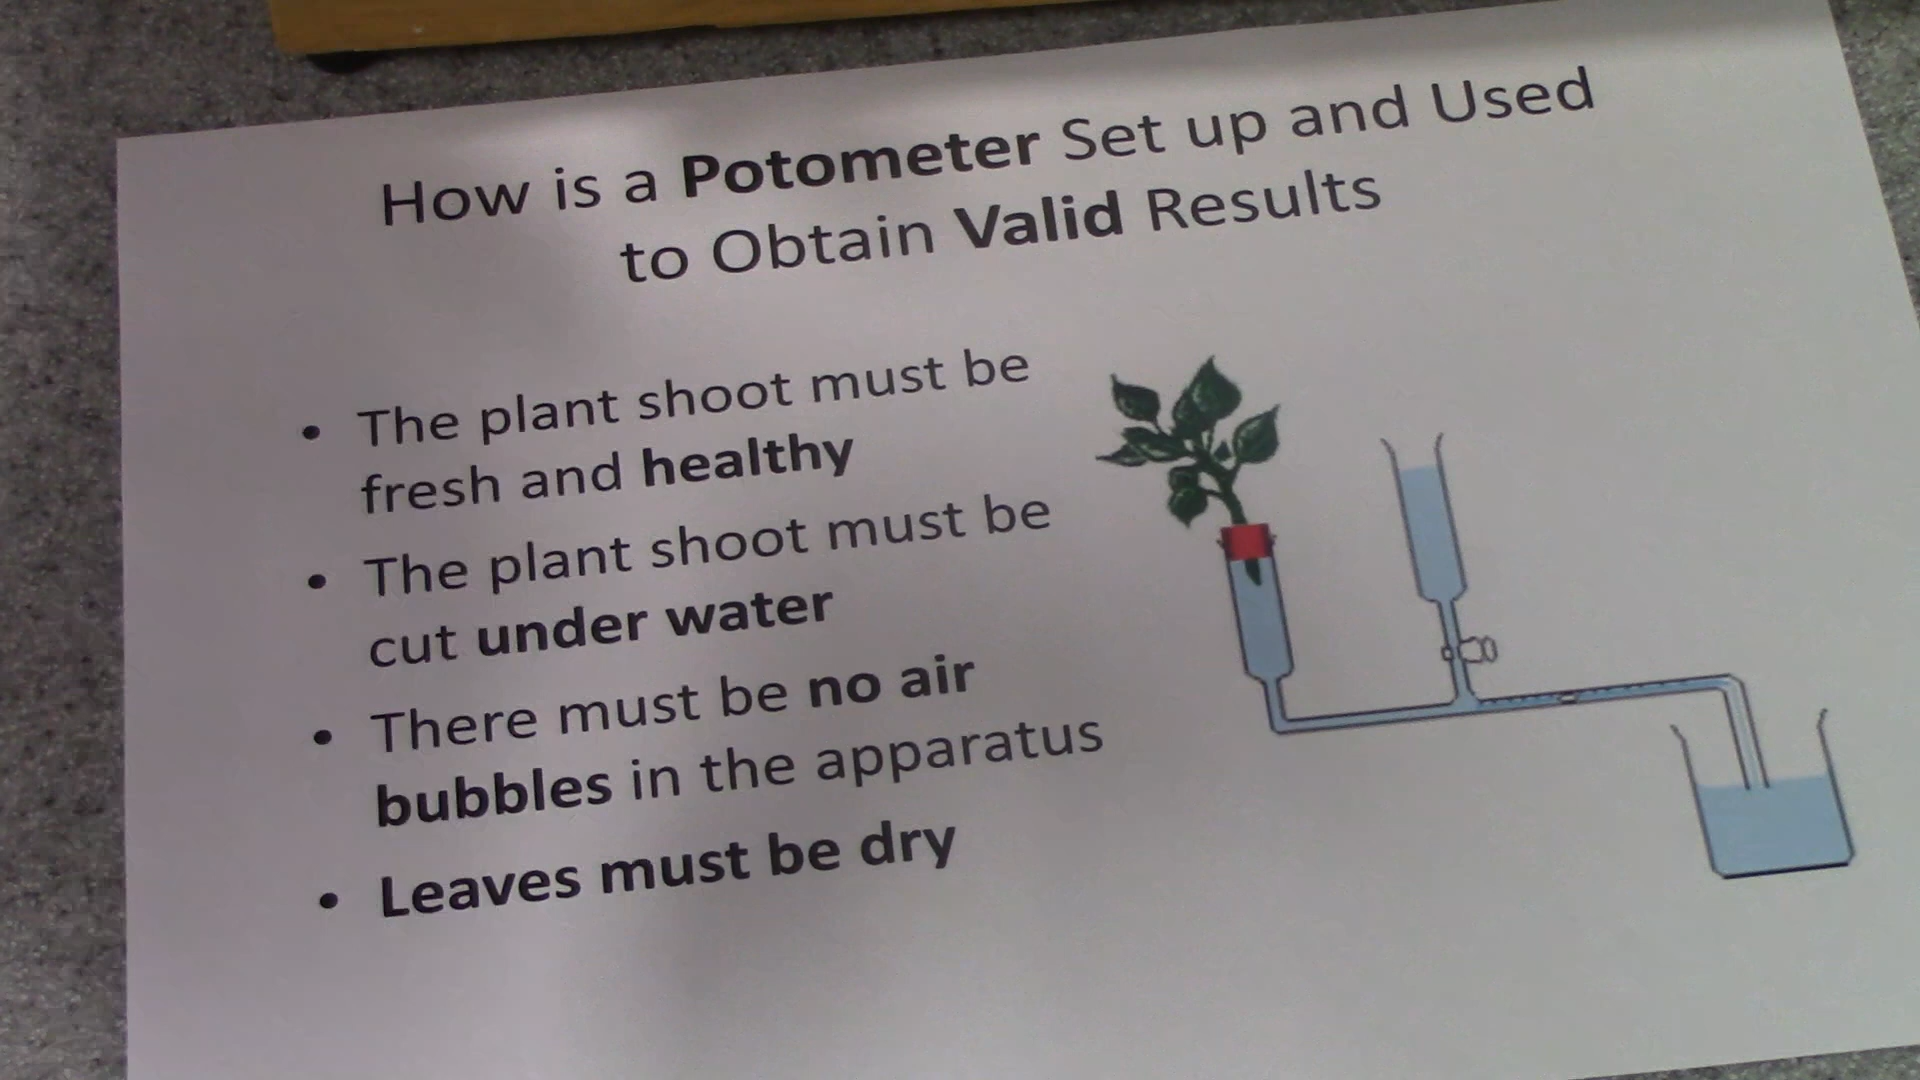 How is a Potometer Set up and Used
to Obtain Valid Results
• The plant shoot must be
fresh and healthy
• The plant shoot must be
cut under water
• There must be no air
bubbles in the apparatus
• Leaves must be dry